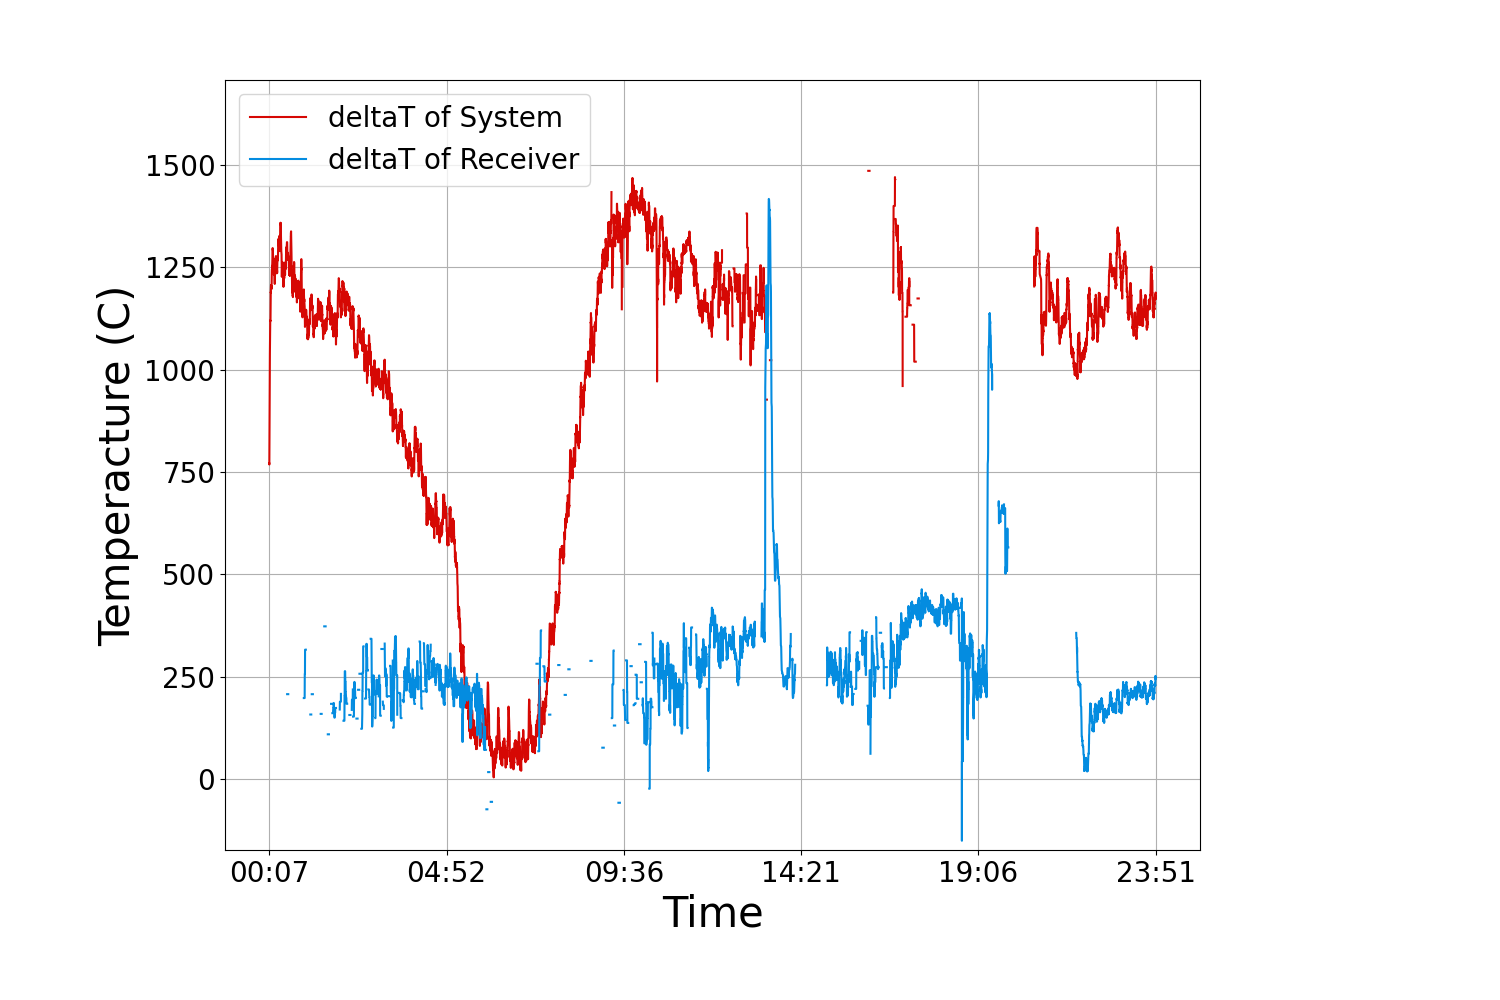 deltaT of System
deltaT of Receiver
1500
1250
1000
750
500
250
0
Temperacture (C)
00:07 04:52 09:36 14:21 19:06 23:51
Time